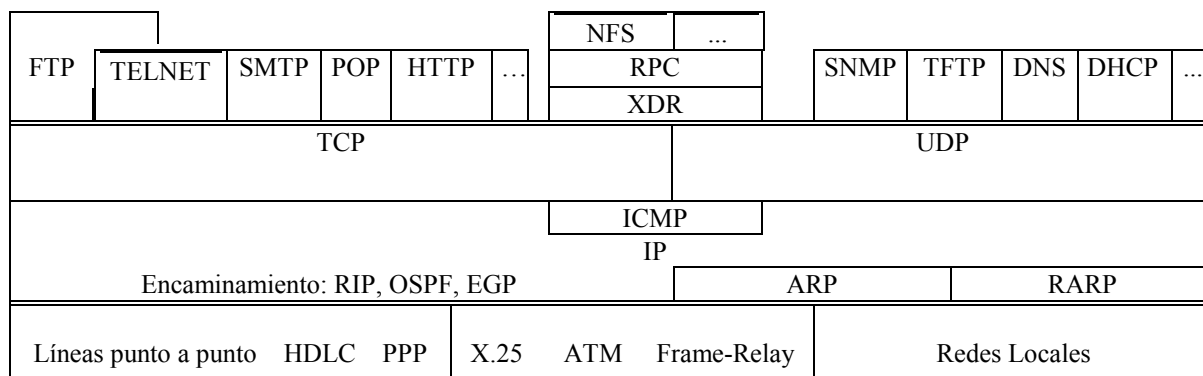 NFS ...
FTP TELNET SMTP POP HTTP … RPC SNMP TFTP DNS DHCP ...
XDR
TCP UDP
ICMP
IP
Encaminamiento: RIP, OSPF, EGP ARP RARP
Líneas punto a punto HDLC PPP X.25 ATM Frame-Relay Redes Locales